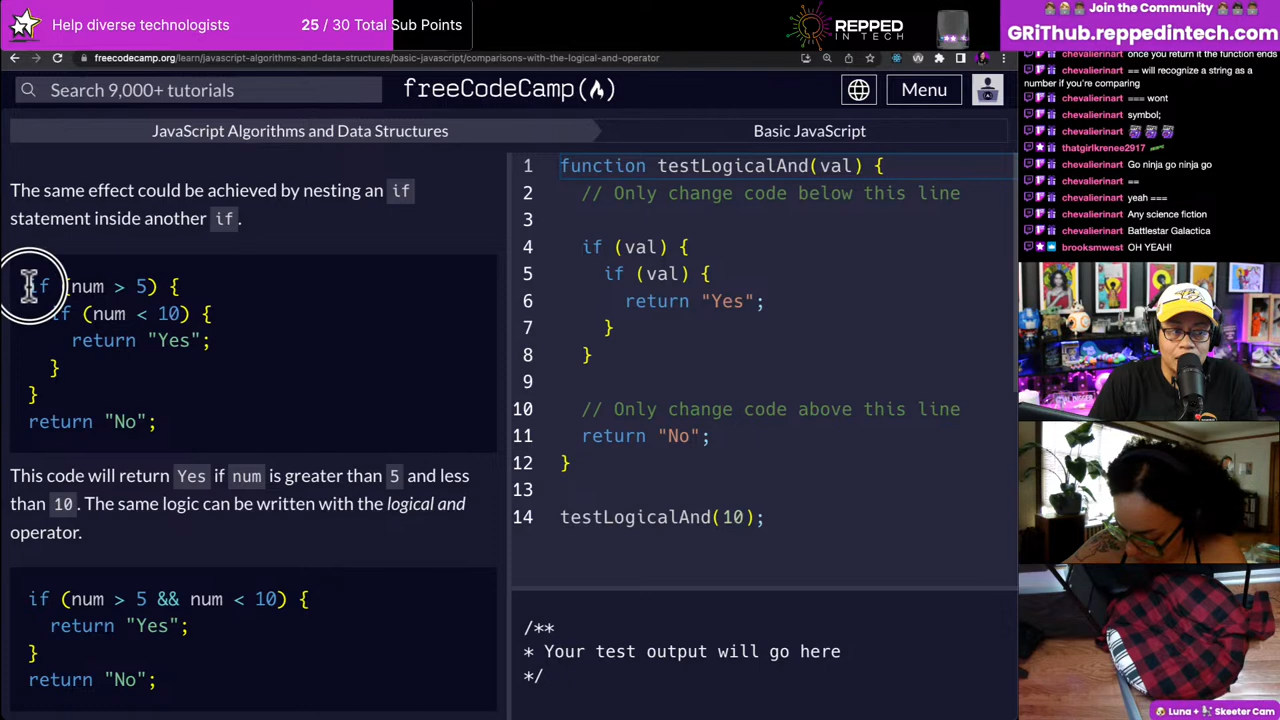 Help diverse technologists
25 / 30 Total Sub Points
REPPED
IN TECH
Join the Community
GRiThub.reppedintech.com
freecodecamp.org/learn/javascript-algorithms-and-data-structures/basic-javascript/comparisons-with-the-logical-and-operator
Search 9,000+ tutorials
freeCodeCamp
Menu
JavaScript Algorithms and Data Structures
Basic JavaScript
The same effect could be achieved by nesting an if
statement inside another if.
if (num > 5) {
if (num < 10) {
return "Yes";
}
}
return "No";
This code will return Yes if num is greater than 5 and less
than 10. The same logic can be written with the logical and
operator.
if (num > 5 && num < 10) {
return "Yes";
}
return "No";
1 function testLogicalAnd(val) {
2 // Only change code below this line
3
4 if (val) {
5 if (val) {
6 return "Yes";
7 }
8 }
9
10 // Only change code above this line
11 return "No";
12 }
13
14 testLogicalAnd(10);
/**
* Your test output will go here
*/
chevalierinart once you return it the function ends
chevalierinart == will recognize a string as a
number if you're comparing
chevalierinart === wont
chevalierinart symbol;
chevalierinart
thatgirlkrenee2917
chevalierinart Go ninja go ninja go
chevalierinart ==
chevalierinart yeah ===
chevalierinart Any science fiction
chevalierinart Battlestar Galactica
brooksmwest OH YEAH!
Luna + Skeeter Cam